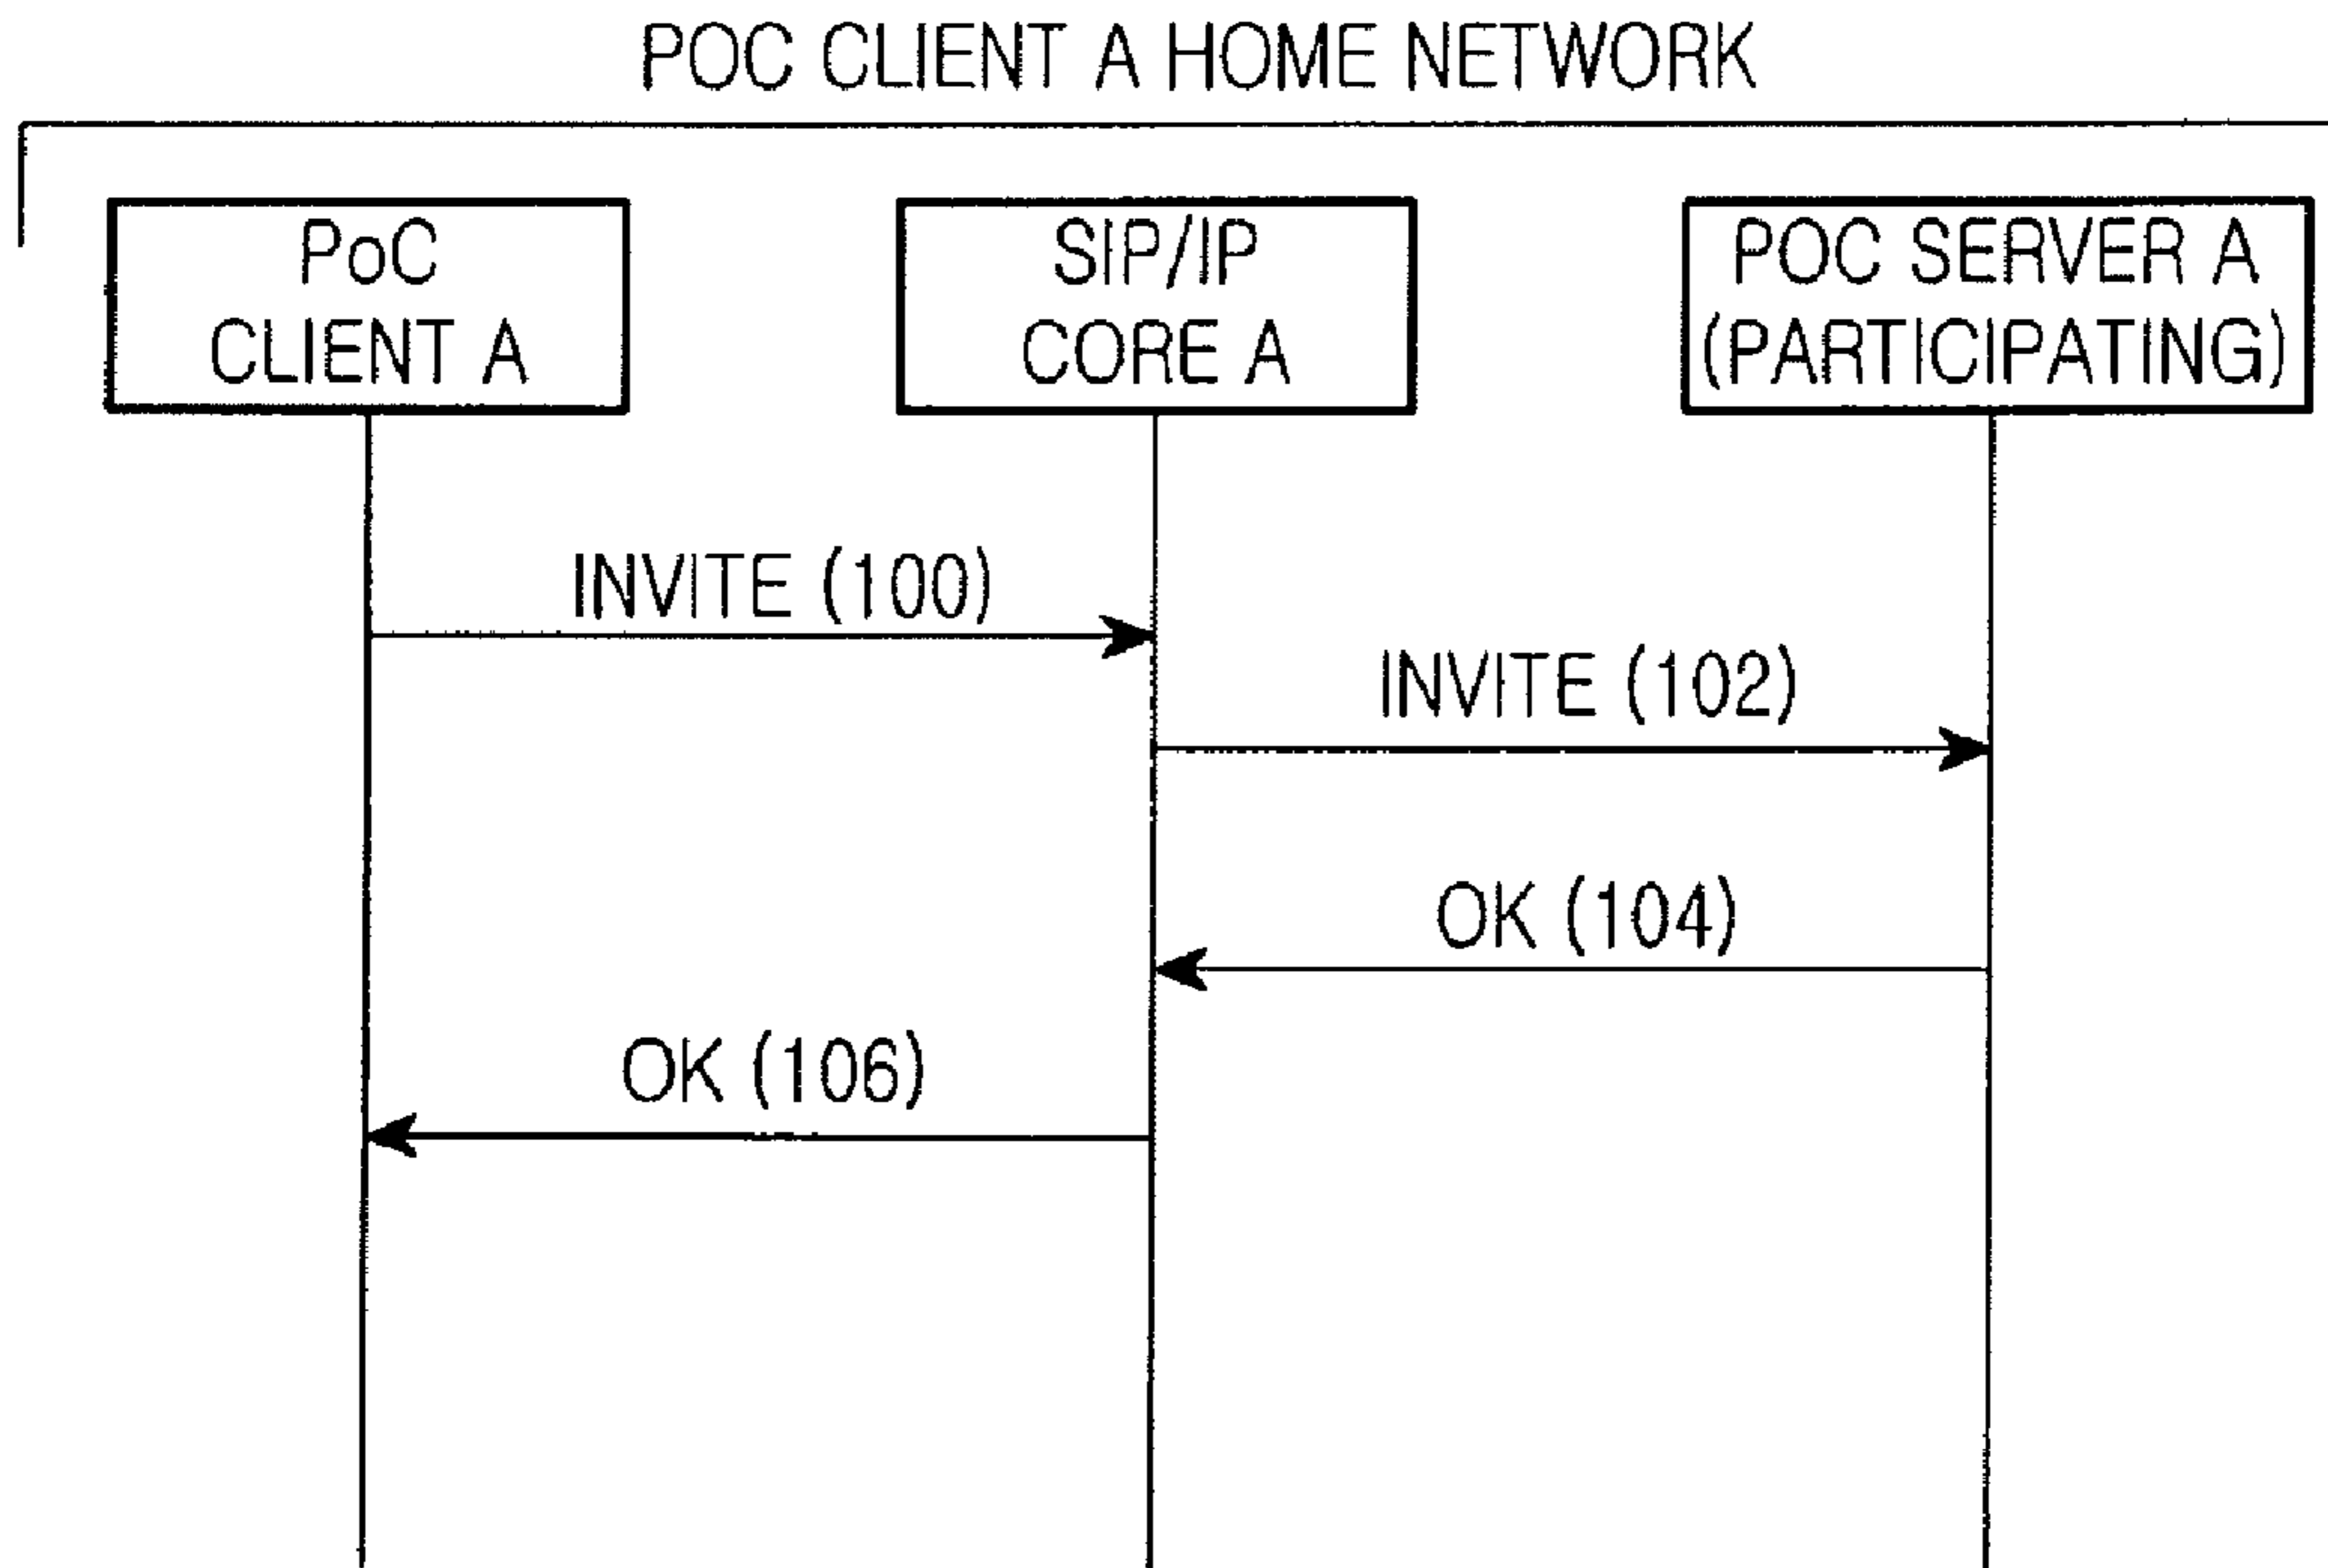 POC CLIENT A HOME NETWORK
PoC
CLIENT A
SIP/IP
CORE A
POC SERVER A
(PARTICIPATING)
INVITE (100)
INVITE (102)
OK (104)
OK (106)